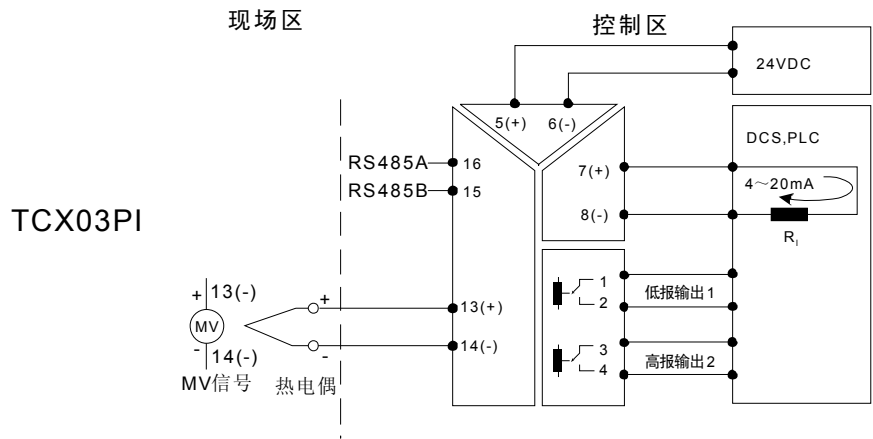 现场区
控制区
24VDC
5(+)
6(-)
DCS,PLC
RS485A
16
7(+)
4～20mA
RS485B
15
TCX03PI
8(-)
R1
1
低报输出1
2
+
13(-)
+
13(+)
MV
-
14(-)
-
14(-)
3
高报输出2
4
MV信号
热电偶